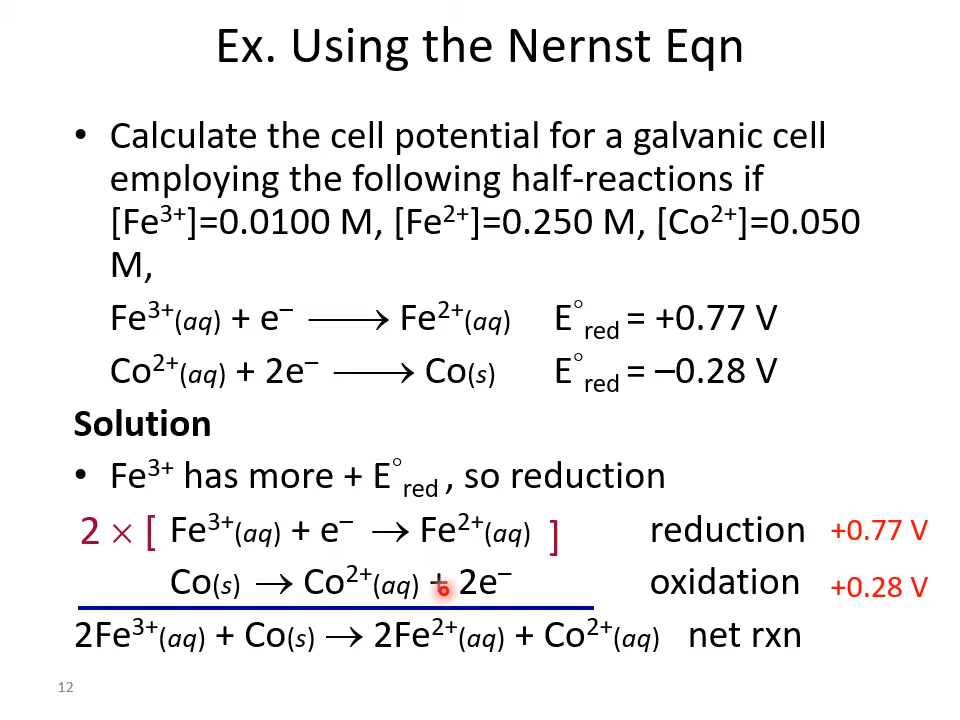 Ex. Using the Nernst Eqn
• Calculate the cell potential for a galvanic cell
employing the following half-reactions if
[Fe³⁺]=0.0100 M, [Fe²⁺]=0.250 M, [Co²⁺]=0.050
M,
Fe³⁺(aq) + e⁻ ⟶ Fe²⁺(aq) E°red = +0.77 V
Co²⁺(aq) + 2e⁻ ⟶ Co(s) E°red = –0.28 V
Solution
• Fe³⁺ has more + E°red , so reduction
2 × [ Fe³⁺(aq) + e⁻ → Fe²⁺(aq) ] reduction +0.77 V
Co(s) → Co²⁺(aq) + 2e⁻ oxidation +0.28 V
2Fe³⁺(aq) + Co(s) → 2Fe²⁺(aq) + Co²⁺(aq) net rxn
12